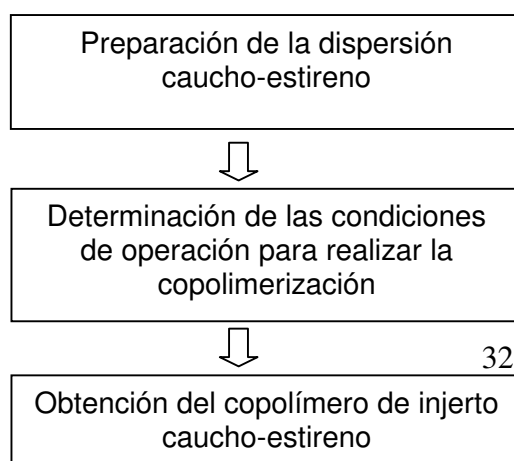 Preparación de la dispersión
caucho-estireno
Determinación de las condiciones
de operación para realizar la
copolimerización
32
Obtención del copolímero de injerto
caucho-estireno